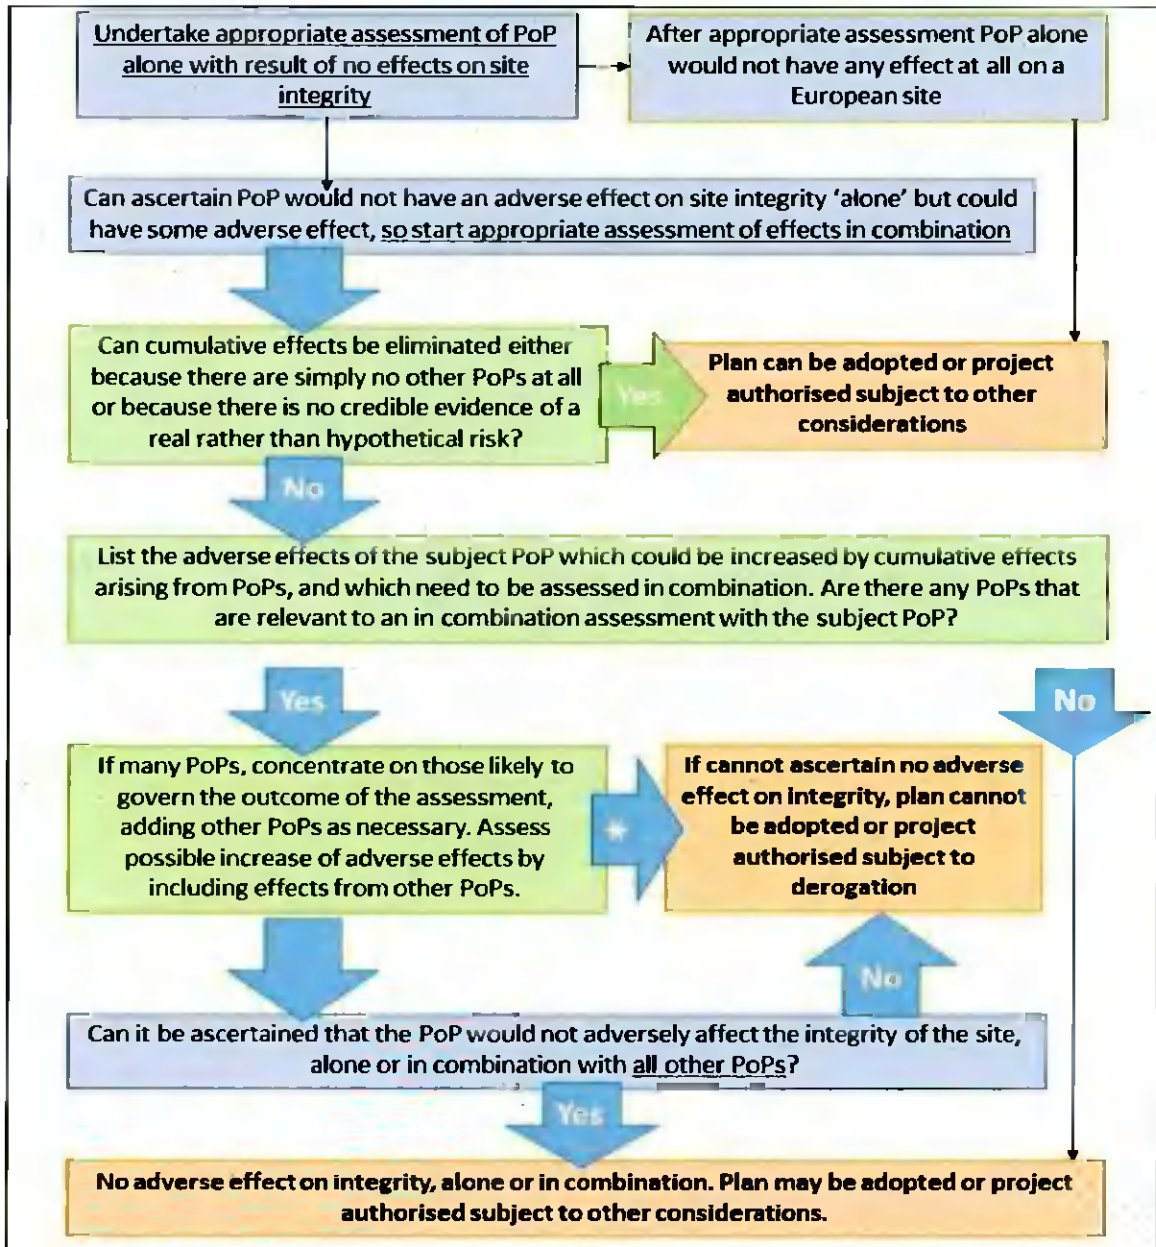 Undertake appropriate assessment of PoP
alone with result of no effects on site
integrity
After appropriate assessment PoP alone
would not have any effect at all on a
European site
Can ascertain PoP would not have an adverse effect on site integrity ‘alone’ but could
have some adverse effect, so start appropriate assessment of effects in combination
Can cumulative effects be eliminated either
because there are simply no other PoPs at all
or because there is no credible evidence of a
real rather than hypothetical risk?
Yes
Plan can be adopted or project
authorised subject to other
considerations
No
List the adverse effects of the subject PoP which could be increased by cumulative effects
arising from PoPs, and which need to be assessed in combination. Are there any PoPs that
are relevant to an in combination assessment with the subject PoP?
Yes
No
If many PoPs, concentrate on those likely to
govern the outcome of the assessment,
adding other PoPs as necessary. Assess
possible increase of adverse effects by
including effects from other PoPs.
*
If cannot ascertain no adverse
effect on integrity, plan cannot
be adopted or project
authorised subject to
derogation
No
Can it be ascertained that the PoP would not adversely affect the integrity of the site,
alone or in combination with all other PoPs?
Yes
No adverse effect on integrity, alone or in combination. Plan may be adopted or project
authorised subject to other considerations.